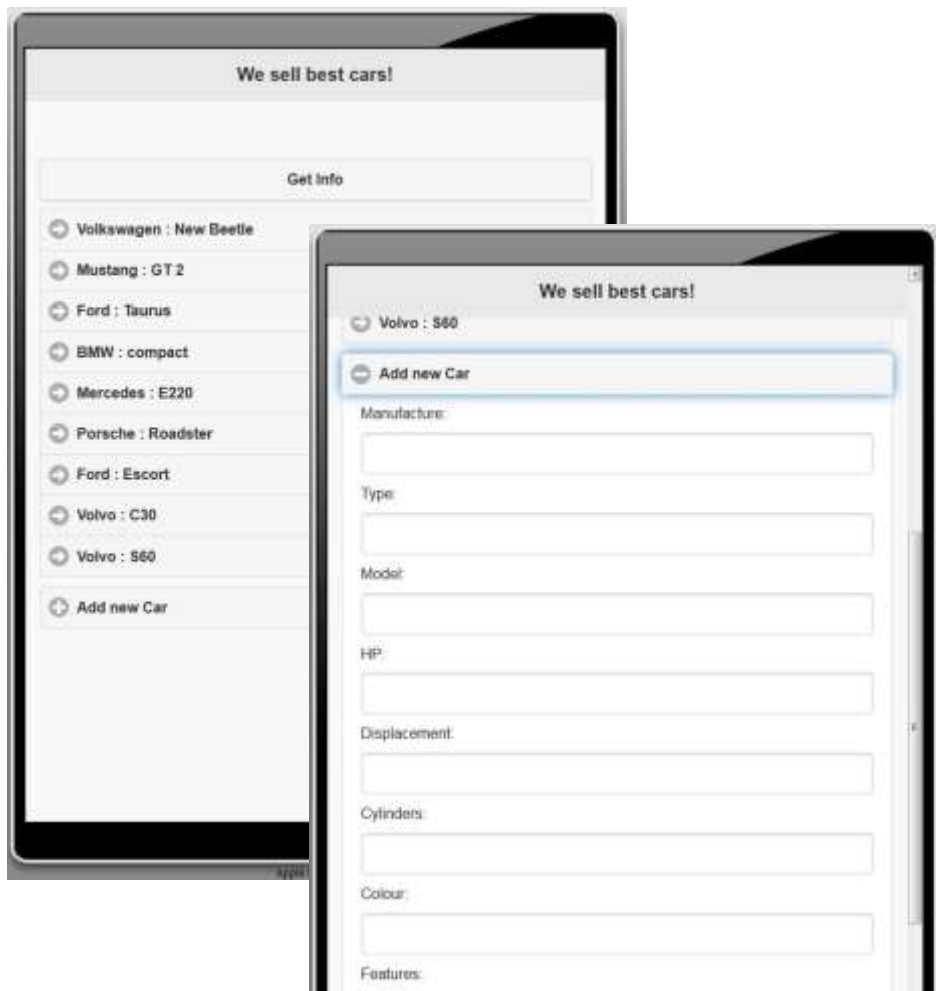 We sell best cars!
Get Info
Volkswagen : New Beetle
Mustang : GT 2
Ford : Taurus
BMW : compact
Mercedes : E220
Porsche : Roadster
Ford : Escort
Volvo : C30
Volvo : S60
Add new Car
We sell best cars!
Volvo : S60
Add new Car
Manufacture:
Type:
Model:
HP:
Displacement:
Cylinders:
Colour:
Features: